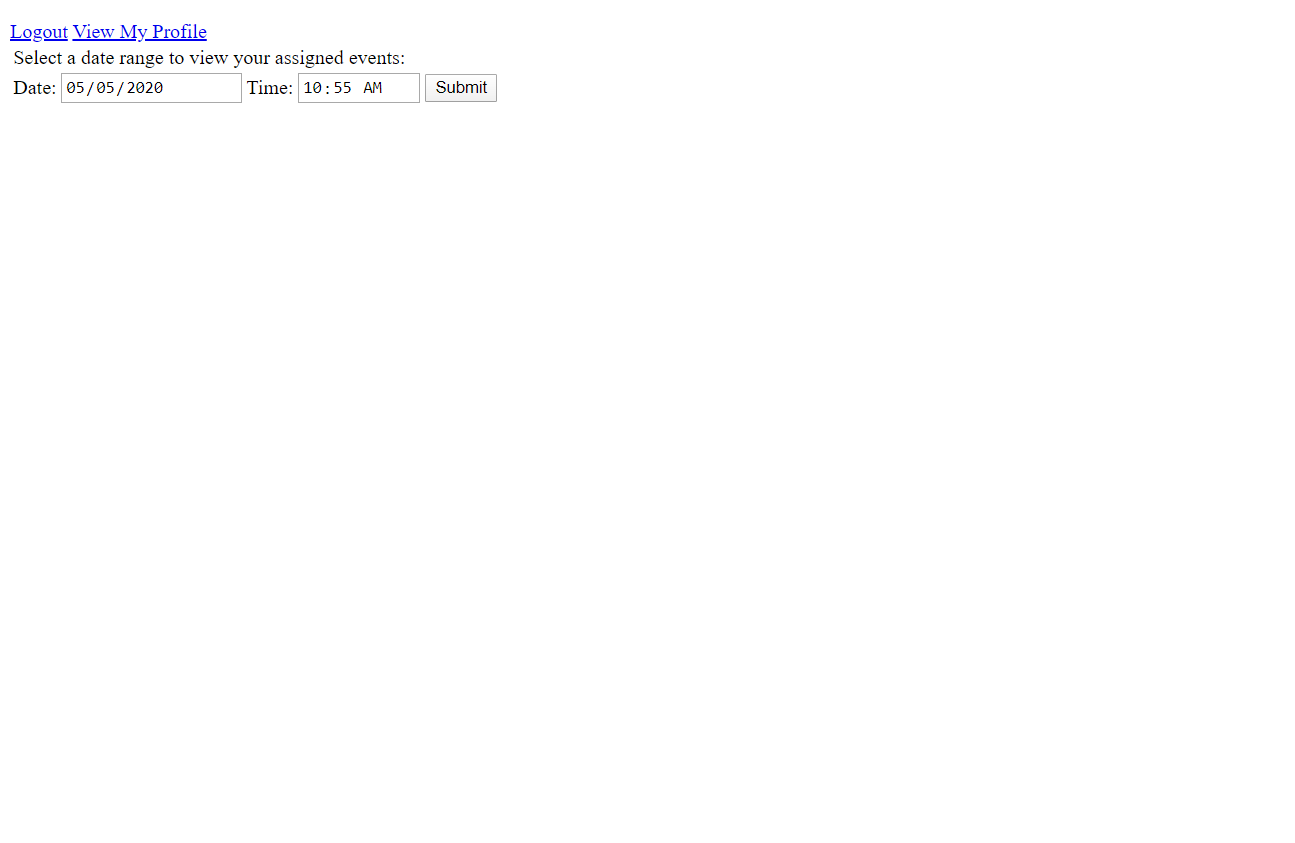 Logout View My Profile
Select a date range to view your assigned events:
Date: 05/05/2020 Time: 10:55 AM Submit